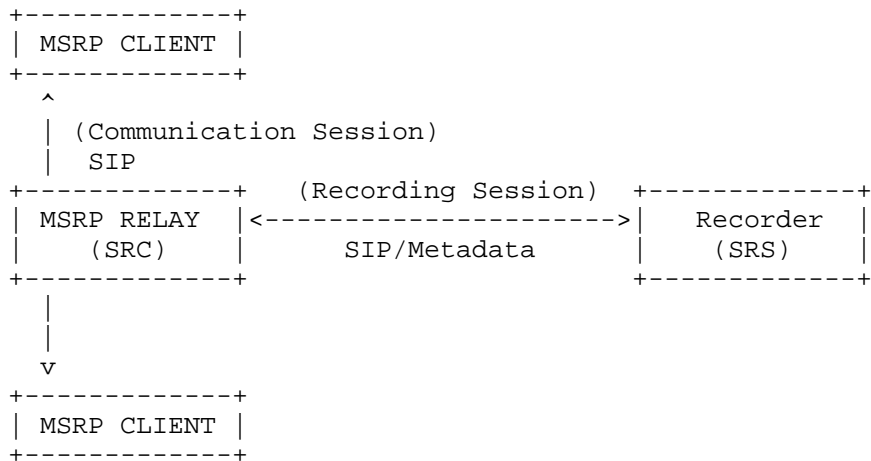 MSRP CLIENT
(Communication Session)
SIP
(Recording Session)
MSRP RELAY Recorder
(SRC) SIP/Metadata (SRS)
MSRP CLIENT